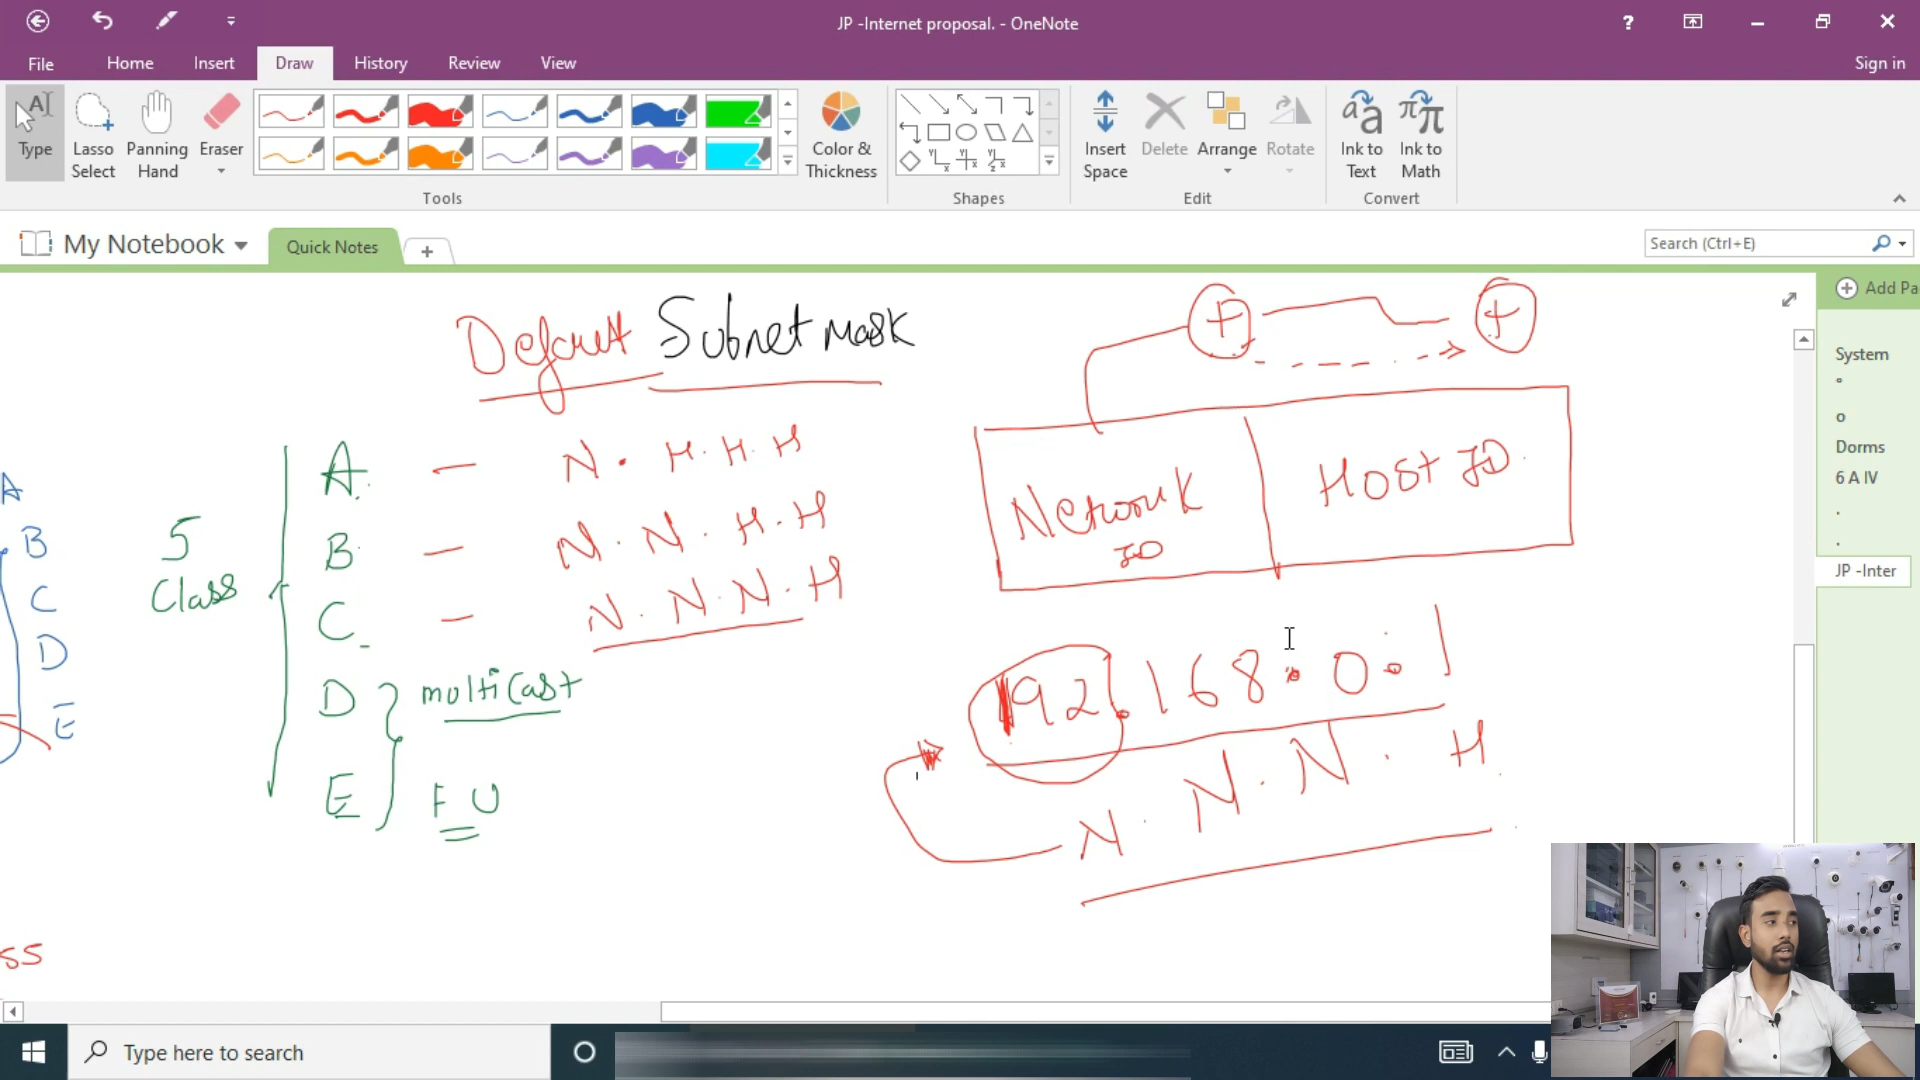 JP -Internet proposal. - OneNote
?
File
Home
Insert
Draw
History
Review
View
Sign in
Type
Lasso Select
Panning Hand
Eraser
Color & Thickness
Insert Space
Delete
Arrange
Rotate
Ink to Text
Ink to Math
Tools
Shapes
Edit
Convert
My Notebook
Quick Notes
Search (Ctrl+E)
Add Pa
System
o
Dorms
6 A IV
.
.
JP -Inter
Default Subnet mask
A. - N . H . H . H
B - N . N . H . H
C - N . N . N . H
D multicast
E F U
5
Class
A
B
C
D
E
ss
Network
ID
Host ID
192.168.0.1
N . N . N . H
Type here to search